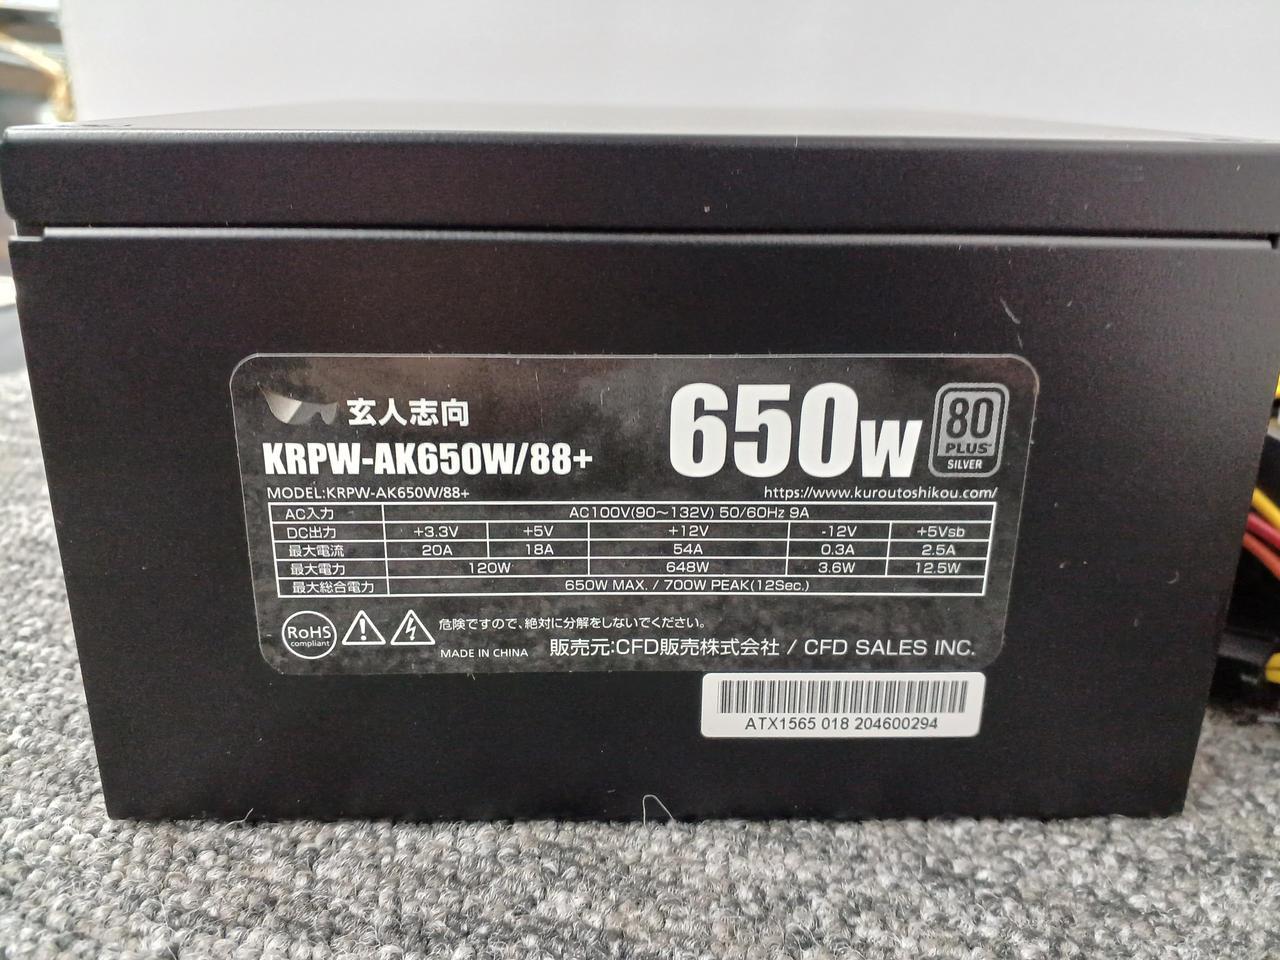 玄人志向
650W
80
PLUS
SILVER
KRPW-AK650W/88+
MODEL:KRPW-AK650W/88+
https://www.kuroutoshikou.com/
AC入力 AC100V(90〜132V) 50/60Hz 9A
DC出力 +3.3V +5V +12V -12V +5Vsb
最大電流 20A 18A 54A 0.3A 2.5A
最大電力 120W 648W 3.6W 12.5W
最大総合電力 650W MAX. / 700W PEAK(12Sec.)
RoHS
compliant
危険ですので、絶対に分解をしないでください。
MADE IN CHINA 販売元:CFD販売株式会社 / CFD SALES INC.
ATX1565 018 204600294